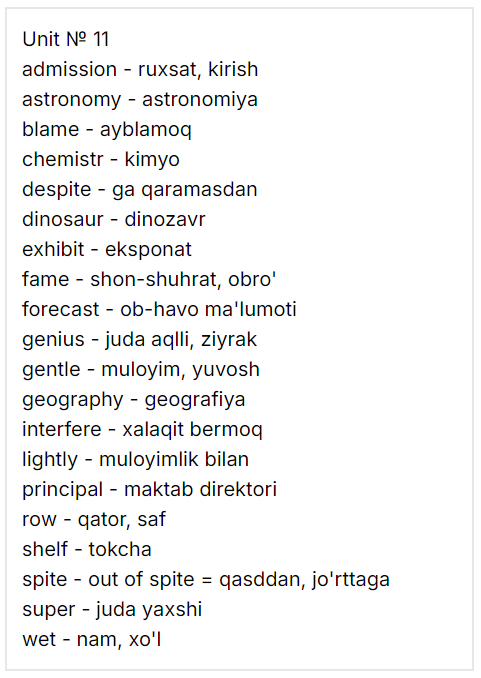 Unit № 11
admission - ruxsat, kirish
astronomy - astronomiya
blame - ayblamoq
chemistr - kimyo
despite - ga qaramasdan
dinosaur - dinozavr
exhibit - eksponat
fame - shon-shuhrat, obro'
forecast - ob-havo ma'lumoti
genius - juda aqlli, ziyrak
gentle - muloyim, yuvosh
geography - geografiya
interfere - xalaqit bermoq
lightly - muloyimlik bilan
principal - maktab direktori
row - qator, saf
shelf - tokcha
spite - out of spite = qasddan, jo'rttaga
super - juda yaxshi
wet - nam, xo'l